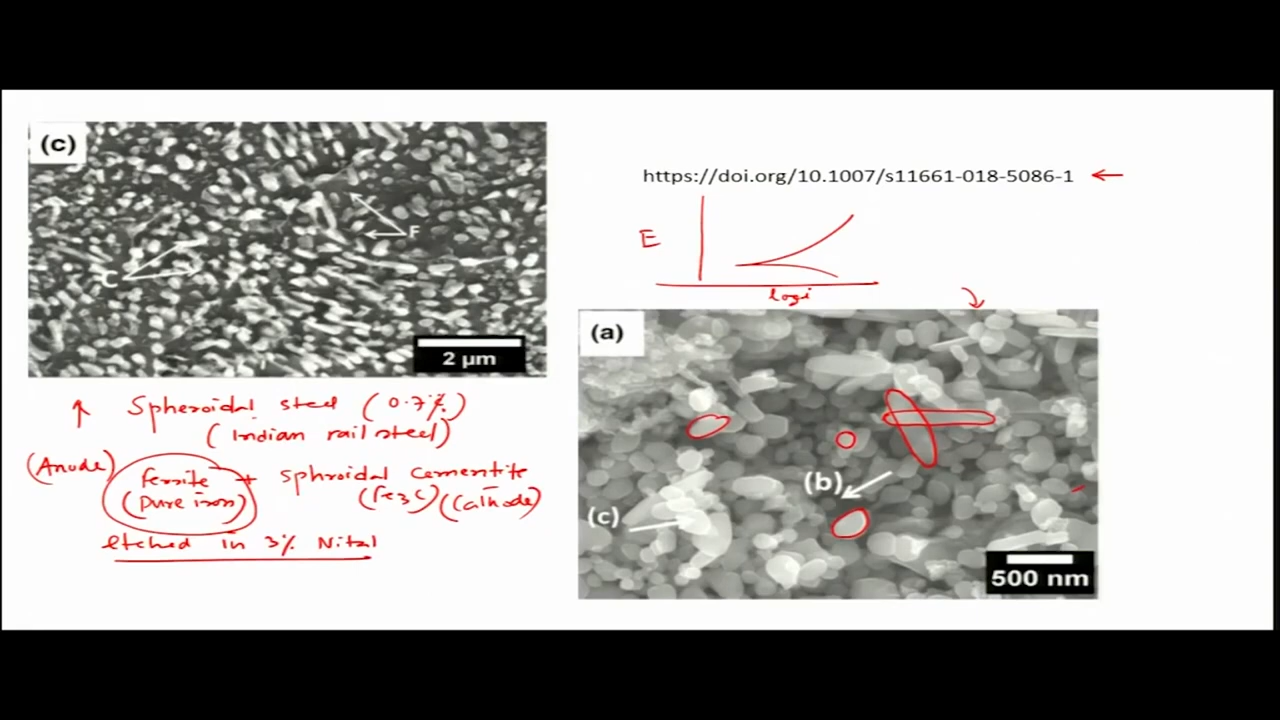 (c)
F
C
2 µm
Spheroidal steel (0.7%)
(Indian rail steel)
(Anode) ferrite + sphroidal cementite
(pure iron) (Fe3C) (Cathode)
etched in 3% Nital
https://doi.org/10.1007/s11661-018-5086-1
E
log i
(a)
(b)
(c)
500 nm